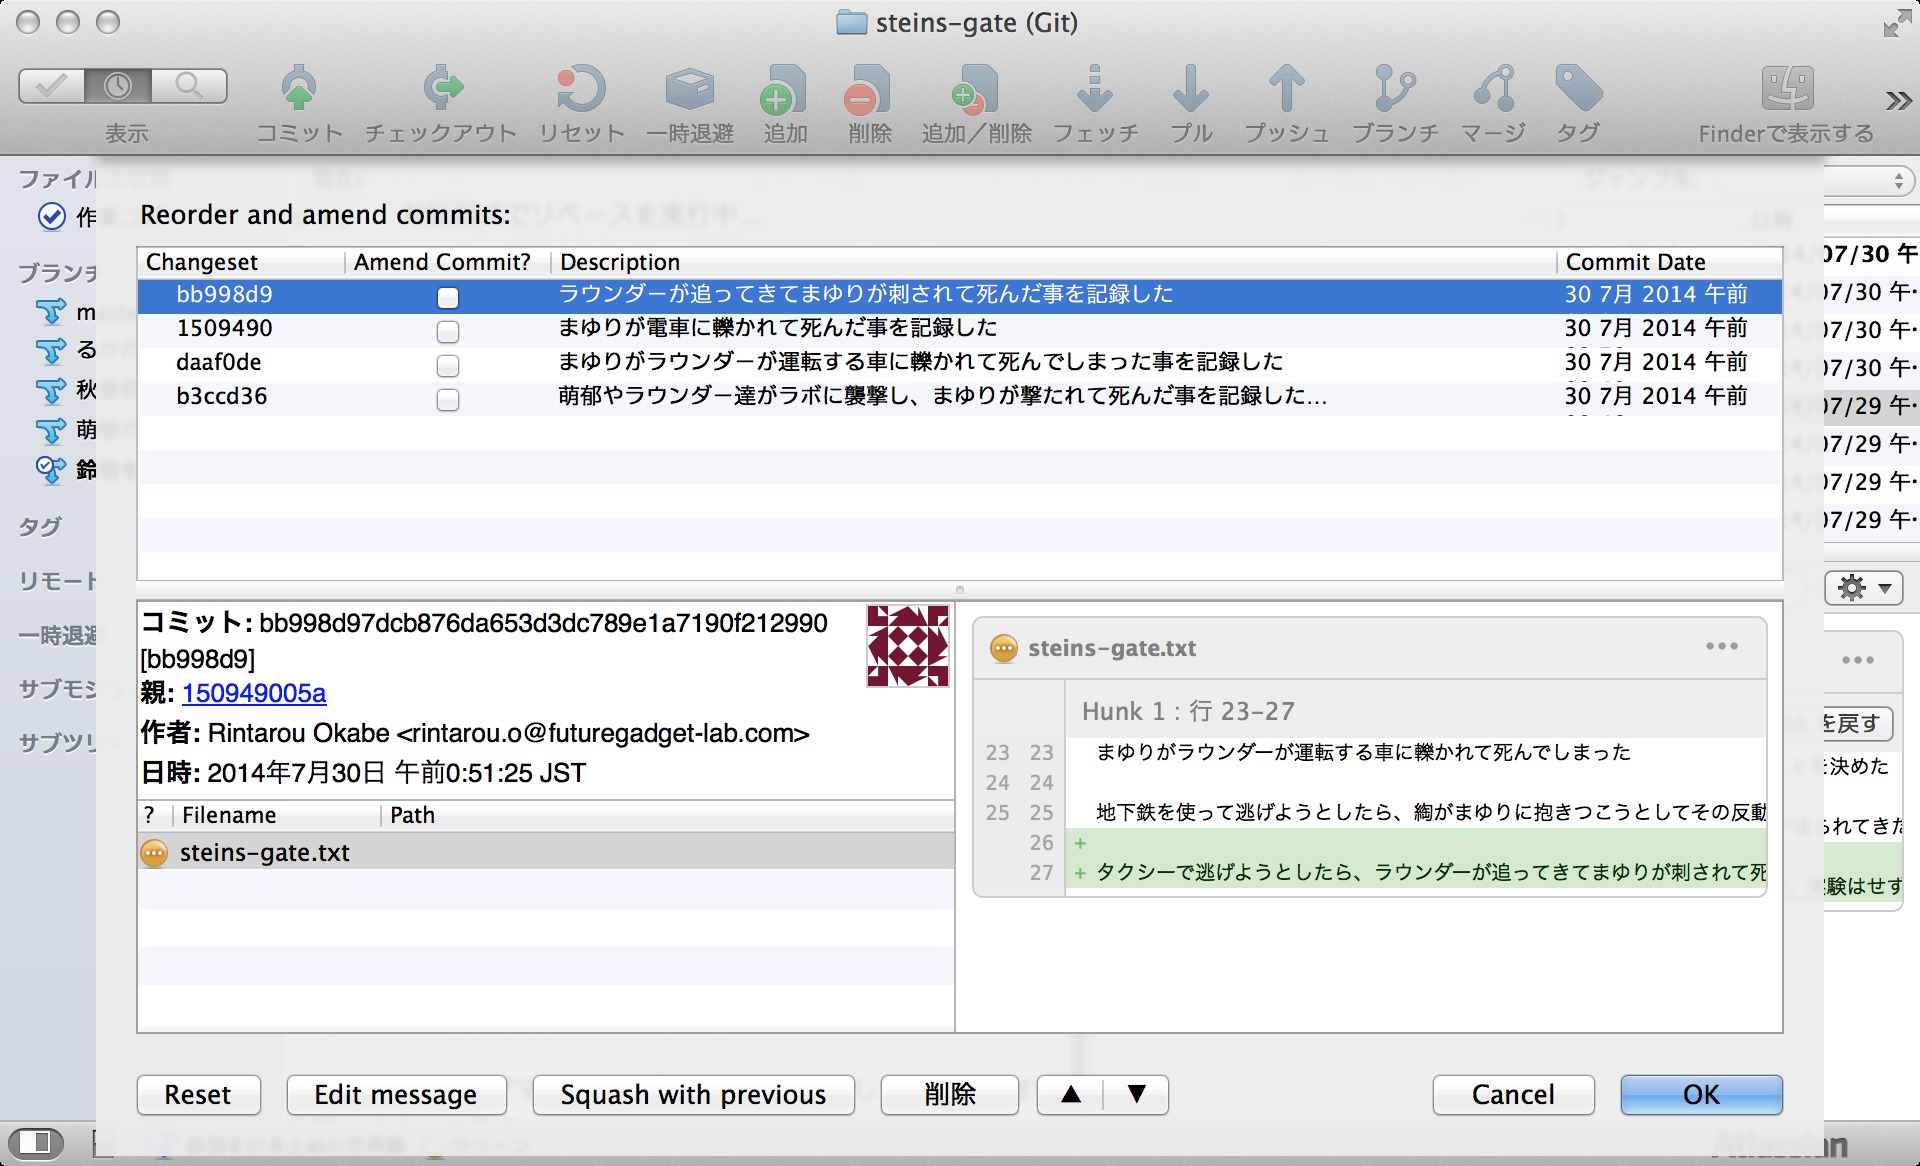 steins-gate (Git)
表示
コミット
チェックアウト
リセット
一時退避
追加
削除
追加／削除
フェッチ
プル
プッシュ
ブランチ
マージ
タグ
Finderで表示する
ファイル
作
ブランチ
m
るか
秋
萌
鈴
タグ
リモート
一時退避
サブモジ
サブツリ
Reorder and amend commits:
でリベースを実行中
Changeset Amend Commit? Description Commit Date
bb998d9 ラウンダーが追ってきてまゆりが刺されて死んだ事を記録した 30 7月 2014 午前
1509490 まゆりが電車に轢かれて死んだ事を記録した 30 7月 2014 午前
daaf0de まゆりがラウンダーが運転する車に轢かれて死んでしまった事を記録した 30 7月 2014 午前
b3ccd36 萌郁やラウンダー達がラボに襲撃し、まゆりが撃たれて死んだ事を記録した... 30 7月 2014 午前
07/30 午
07/30 午･
07/30 午･
07/30 午･
07/29 午･
07/29 午･
07/29 午･
07/29 午･
コミット: bb998d97dcb876da653d3dc789e1a7190f212990
[bb998d9]
親: 150949005a
作者: Rintarou Okabe <rintarou.o@futuregadget-lab.com>
日時: 2014年7月30日 午前0:51:25 JST
? Filename Path
steins-gate.txt
steins-gate.txt
Hunk 1 : 行 23-27
23 23 まゆりがラウンダーが運転する車に轢かれて死んでしまった
24 24
25 25 地下鉄を使って逃げようとしたら、綯がまゆりに抱きつこうとしてその反動
26 +
27 + タクシーで逃げようとしたら、ラウンダーが追ってきてまゆりが刺されて死
を戻す
を決めた
られてきた
験はせず
Reset
Edit message
Squash with previous
削除
▲ ▼
Cancel
OK
Atlassian